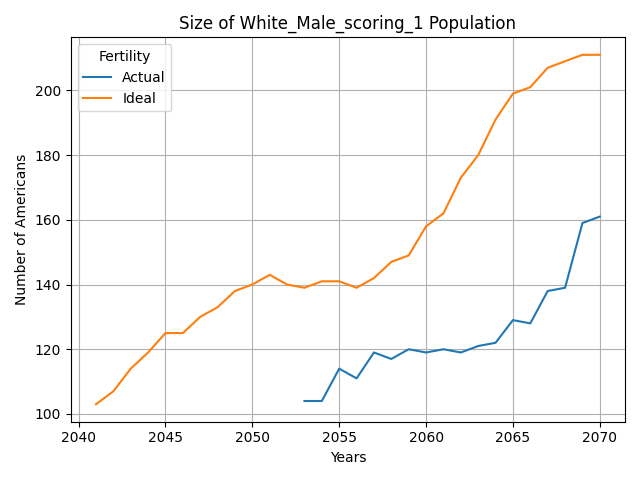 Size of White_Male_scoring_1 Population
Fertility
Actual
Ideal
Number of Americans
200
180
160
140
120
100
2040 2045 2050 2055 2060 2065 2070
Years